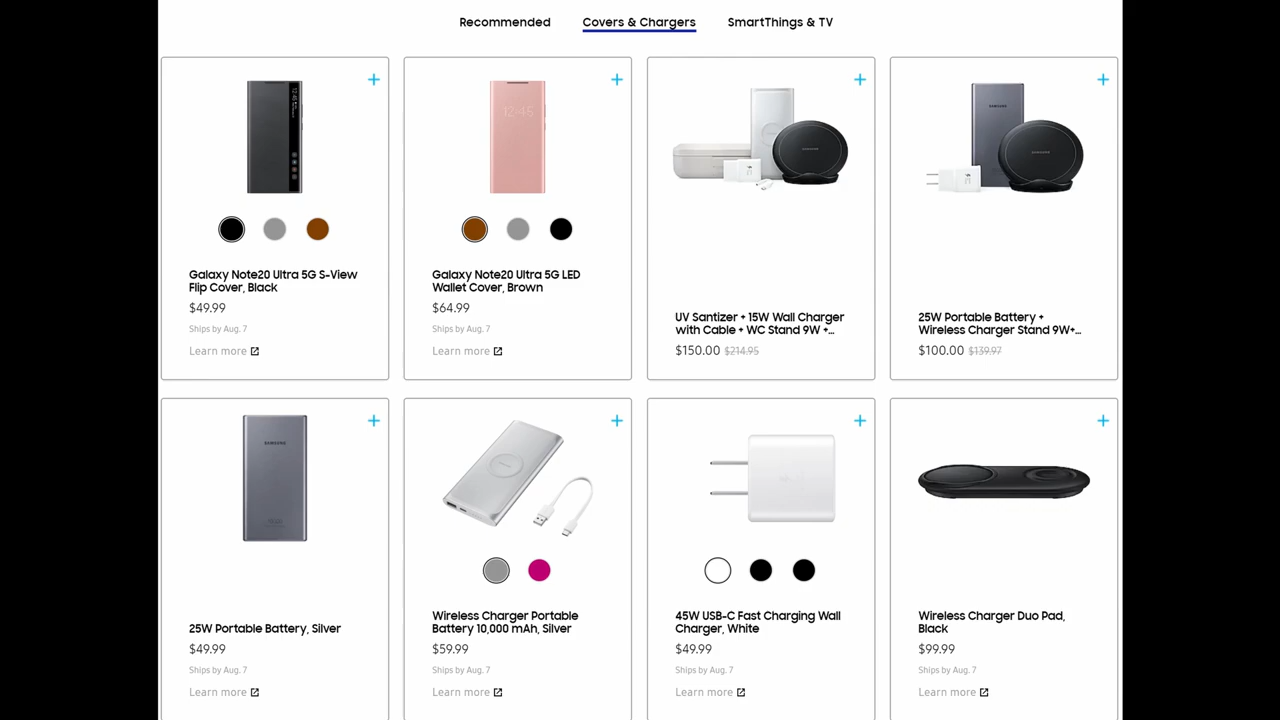 Recommended
Covers & Chargers
SmartThings & TV
Galaxy Note20 Ultra 5G S-View
Flip Cover, Black
$49.99
Ships by Aug. 7
Learn more
12:45
Galaxy Note20 Ultra 5G LED
Wallet Cover, Brown
$64.99
Ships by Aug. 7
Learn more
SAMSUNG
UV Santizer + 15W Wall Charger
with Cable + WC Stand 9W +...
$150.00 $214.95
SAMSUNG
SAMSUNG
25W Portable Battery +
Wireless Charger Stand 9W+...
$100.00 $139.97
SAMSUNG
25W Portable Battery, Silver
$49.99
Ships by Aug. 7
Learn more
Wireless Charger Portable
Battery 10,000 mAh, Silver
$59.99
Ships by Aug. 7
Learn more
45W USB-C Fast Charging Wall
Charger, White
$49.99
Ships by Aug. 7
Learn more
Wireless Charger Duo Pad,
Black
$99.99
Ships by Aug. 7
Learn more